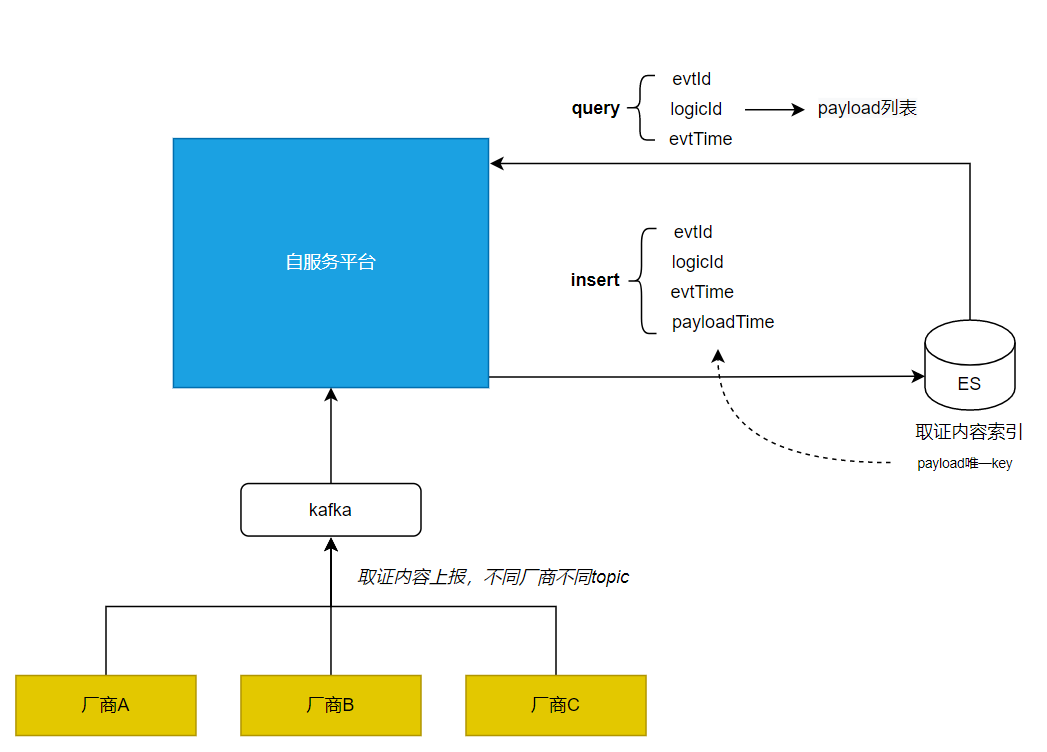 evtId
query
logicId
payload列表
evtTime
自服务平台
evtId
logicId
insert
evtTime
payloadTime
ES
取证内容索引
payload唯一key
kafka
取证内容上报，不同厂商不同topic
厂商A
厂商B
厂商C